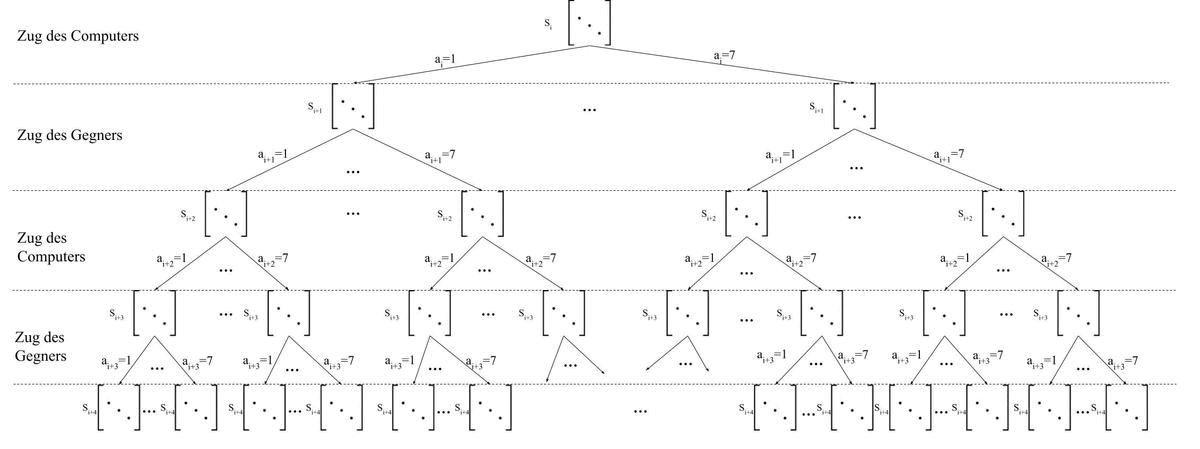 Zug des Computers
S_i
a_i=1
a_i=7
Zug des Gegners
S_{i+1}
...
S_{i+1}
a_{i+1}=1
a_{i+1}=7
a_{i+1}=1
a_{i+1}=7
...
...
Zug des
Computers
S_{i+2}
...
S_{i+2}
S_{i+2}
...
S_{i+2}
a_{i+2}=1
a_{i+2}=7
a_{i+2}=1
a_{i+2}=7
a_{i+2}=1
a_{i+2}=7
a_{i+2}=1
a_{i+2}=7
...
...
...
...
Zug des
Gegners
S_{i+3}
...
S_{i+3}
S_{i+3}
...
S_{i+3}
S_{i+3}
...
S_{i+3}
S_{i+3}
...
S_{i+3}
a_{i+3}=1
a_{i+3}=7
a_{i+3}=1
a_{i+3}=7
a_{i+3}=1
a_{i+3}=7
a_{i+3}=1
a_{i+3}=7
a_{i+3}=1
a_{i+3}=7
a_{i+3}=1
a_{i+3}=7
...
...
...
...
...
...
...
...
S_{i+4}
...
S_{i+4}
S_{i+4}
...
S_{i+4}
S_{i+4}
...
S_{i+4}
...
S_{i+4}
...
S_{i+4}
S_{i+4}
...
S_{i+4}
S_{i+4}
...
S_{i+4}